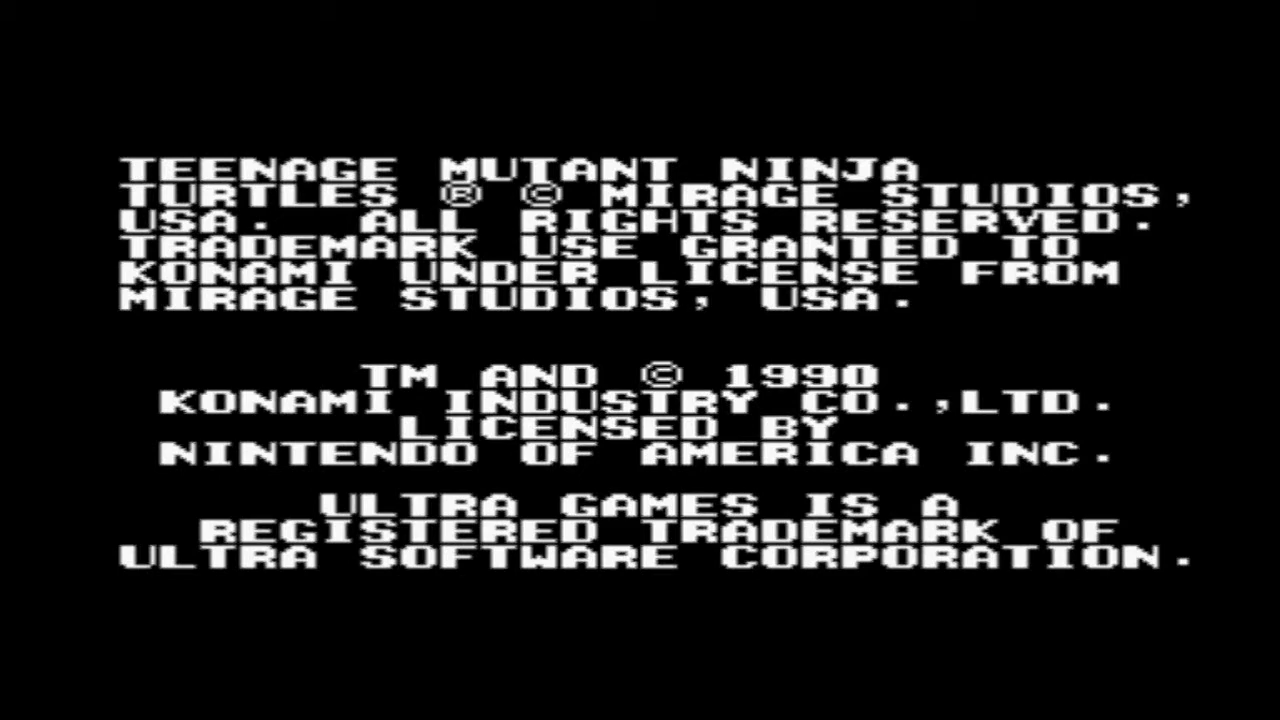 TEENAGE MUTANT NINJA
TURTLES ® © MIRAGE STUDIOS,
USA. ALL RIGHTS RESERVED.
TRADEMARK USE GRANTED TO
KONAMI UNDER LICENSE FROM
MIRAGE STUDIOS, USA.
TM AND © 1990
KONAMI INDUSTRY CO.,LTD.
LICENSED BY
NINTENDO OF AMERICA INC.
ULTRA GAMES IS A
REGISTERED TRADEMARK OF
ULTRA SOFTWARE CORPORATION.